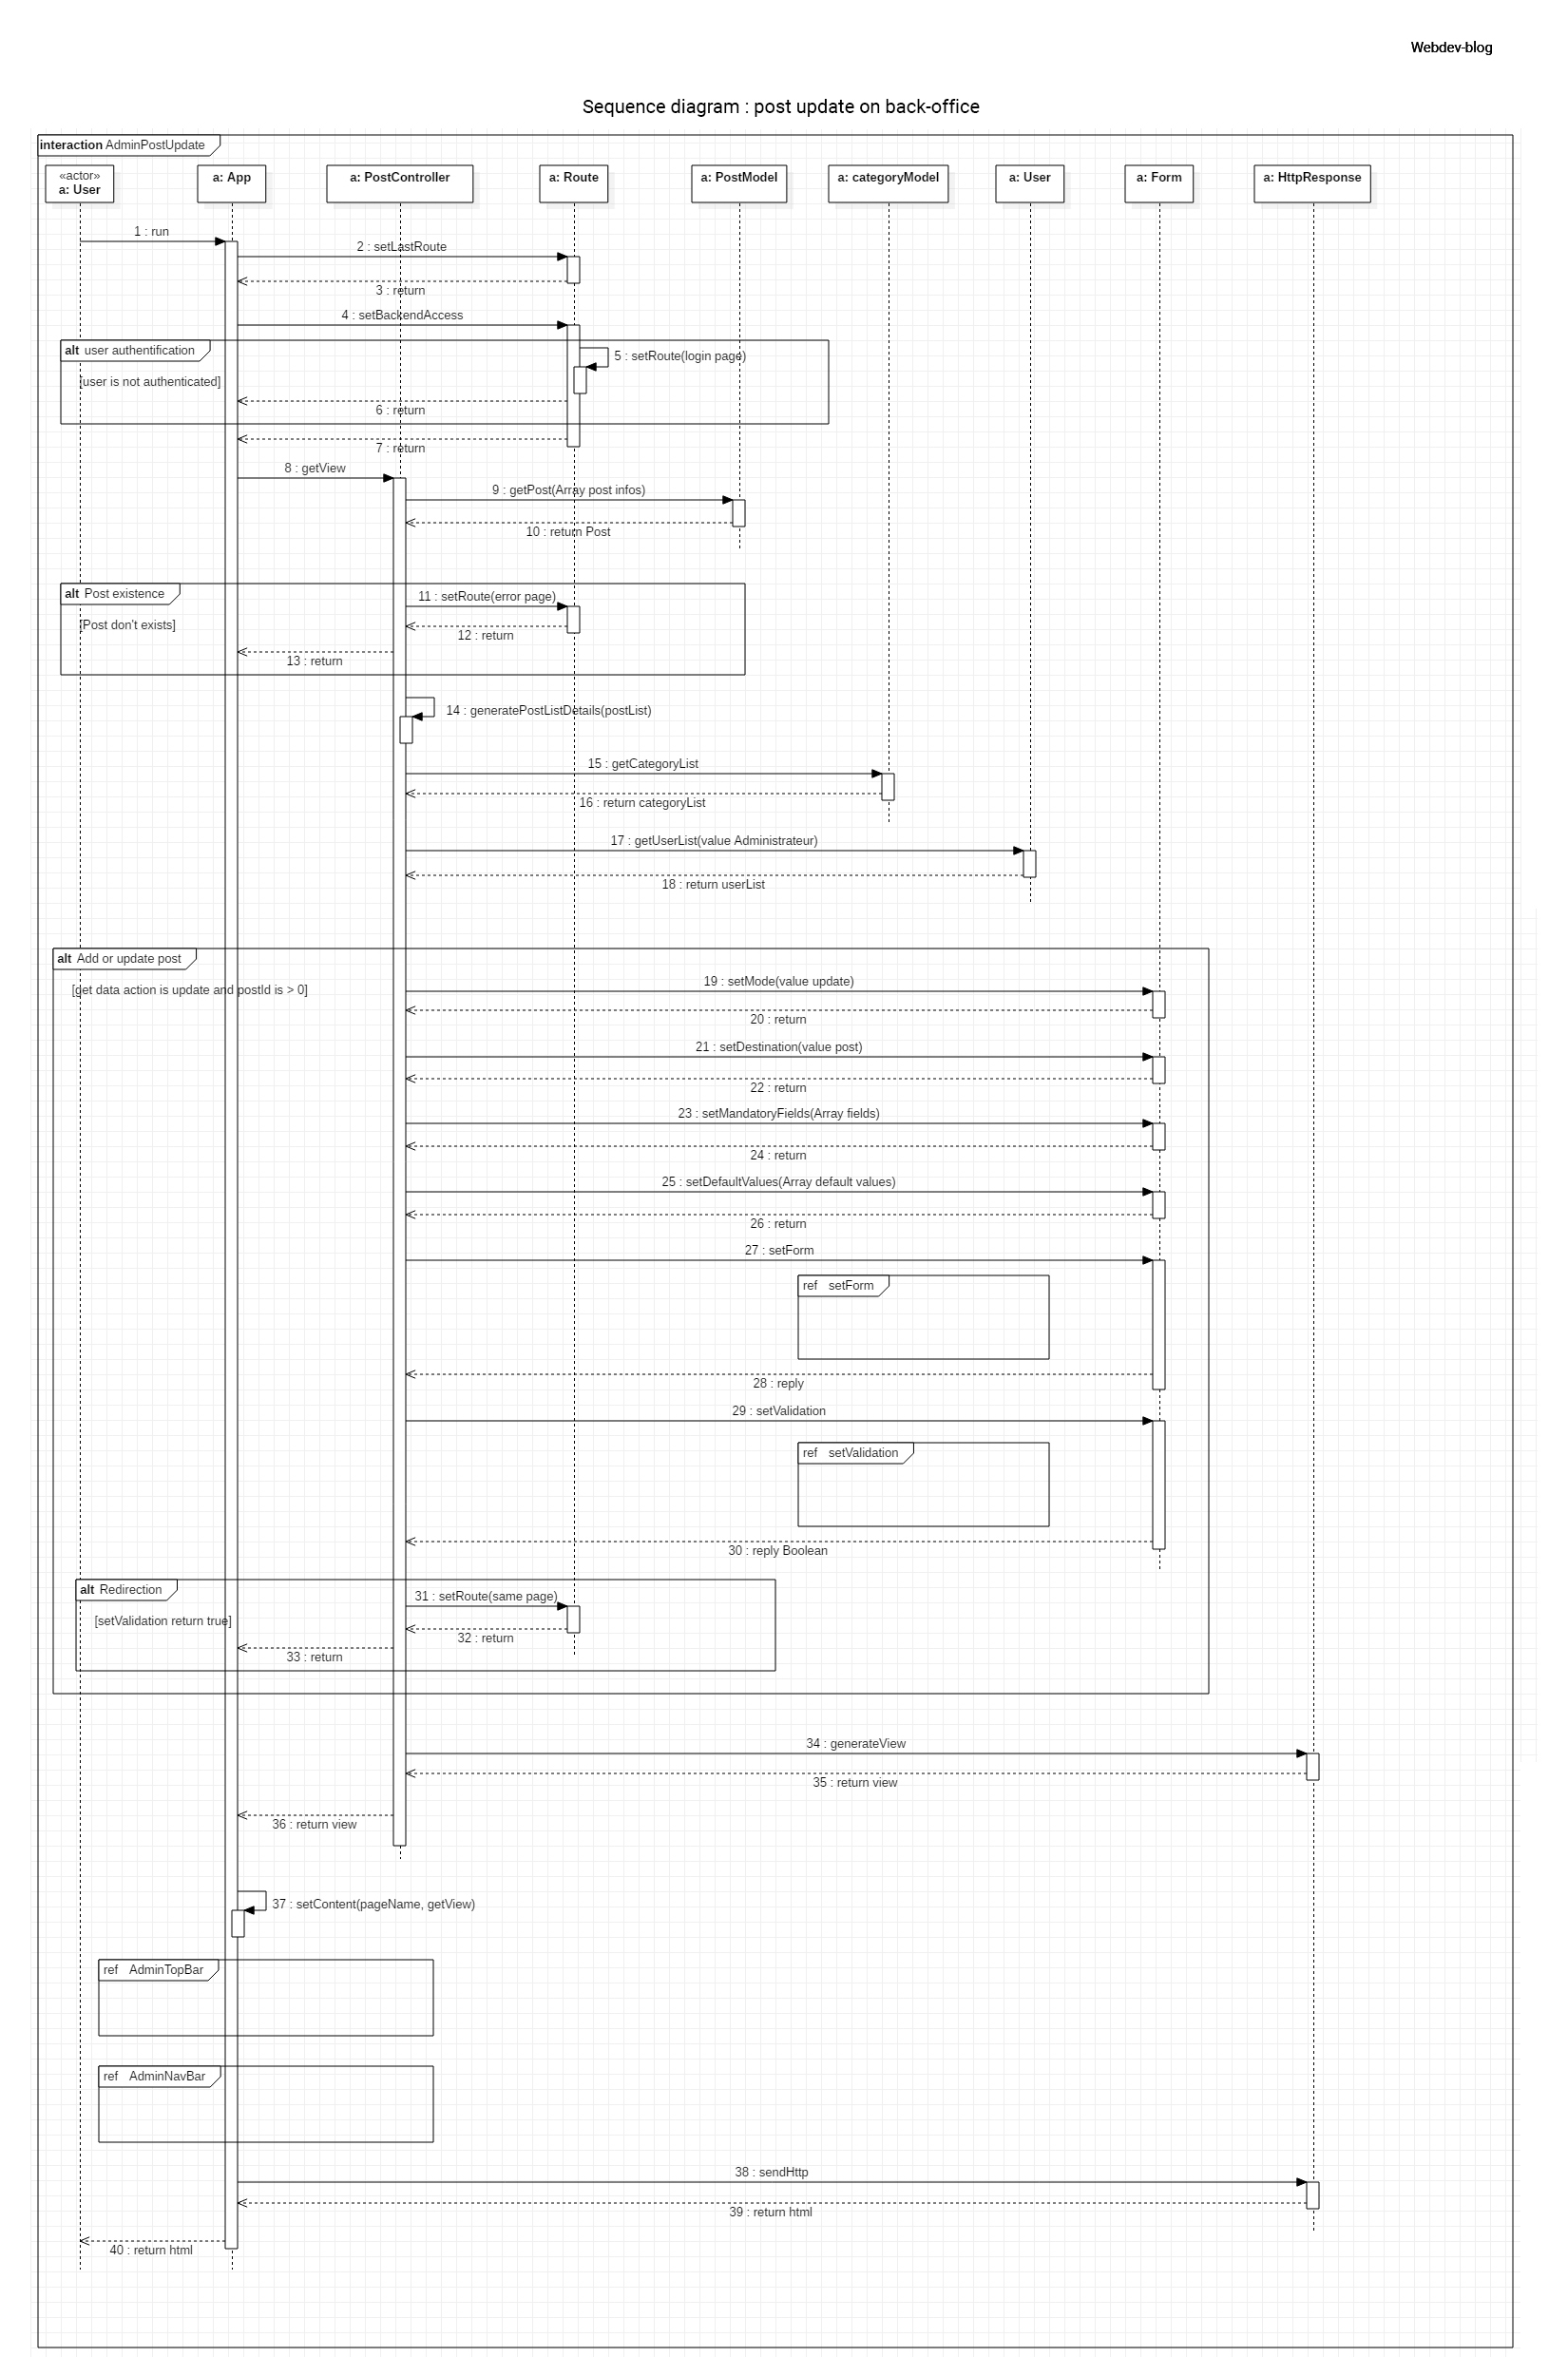 Webdev-blog
Sequence diagram : post update on back-office
interaction AdminPostUpdate
«actor»
a: User
a: App
a: PostController
a: Route
a: PostModel
a: categoryModel
a: User
a: Form
a: HttpResponse
1 : run
2 : setLastRoute
3 : return
4 : setBackendAccess
alt user authentification
5 : setRoute(login page)
[user is not authenticated]
6 : return
7 : return
8 : getView
9 : getPost(Array post infos)
10 : return Post
alt Post existence
11 : setRoute(error page)
[Post don't exists]
12 : return
13 : return
14 : generatePostListDetails(postList)
15 : getCategoryList
16 : return categoryList
17 : getUserList(value Administrateur)
18 : return userList
alt Add or update post
19 : setMode(value update)
[get data action is update and postId is > 0]
20 : return
21 : setDestination(value post)
22 : return
23 : setMandatoryFields(Array fields)
24 : return
25 : setDefaultValues(Array default values)
26 : return
27 : setForm
ref setForm
28 : reply
29 : setValidation
ref setValidation
30 : reply Boolean
alt Redirection
31 : setRoute(same page)
[setValidation return true]
32 : return
33 : return
34 : generateView
35 : return view
36 : return view
37 : setContent(pageName, getView)
ref AdminTopBar
ref AdminNavBar
38 : sendHttp
39 : return html
40 : return html